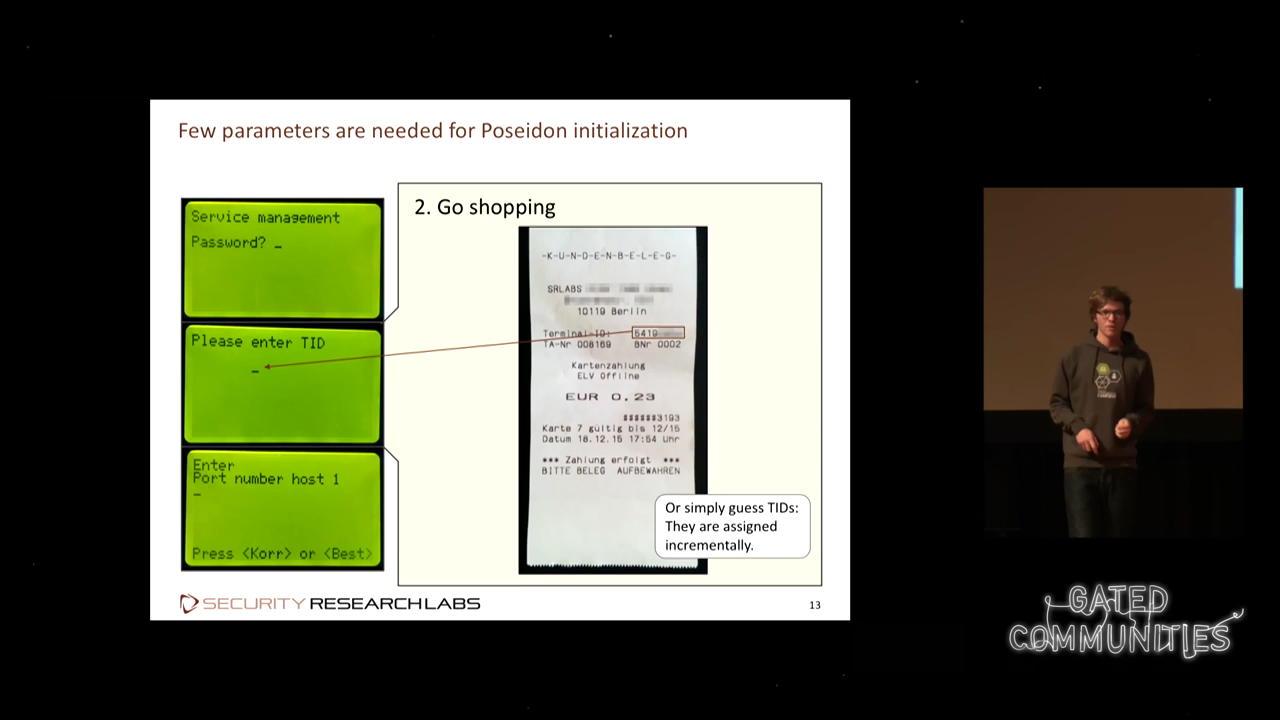 Few parameters are needed for Poseidon initialization
Service management
Password? _
Please enter TID
_
Enter
Port number host 1
_
Press <Korr> or <Best>
2. Go shopping
-K-U-N-D-E-N-B-E-L-E-G-
SRLABS
10119 Berlin
Terminal-ID: 5419
TA-Nr 008169 BNr 0002
Kartenzahlung
ELV Offline
EUR 0,23
######3193
Karte 7 gültig bis 12/15
Datum 18.12.15 17:54 Uhr
*** Zahlung erfolgt ***
BITTE BELEG AUFBEWAHREN
Or simply guess TIDs:
They are assigned
incrementally.
SECURITY RESEARCH LABS
13
GATED
COMMUNITIES